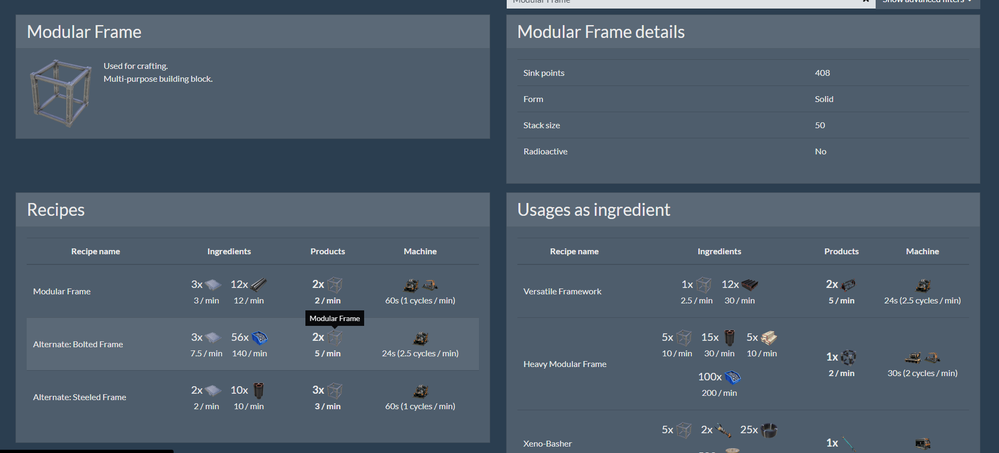 Modular Frame
Show advanced filters
Modular Frame
Used for crafting.
Multi-purpose building block.
Modular Frame details
Sink points 408
Form Solid
Stack size 50
Radioactive No
Recipes
Recipe name Ingredients Products Machine
Modular Frame
3x 12x 2x
3 / min 12 / min 2 / min 60s (1 cycles / min)
Modular Frame
Alternate: Bolted Frame
3x 56x 2x
7.5 / min 140 / min 5 / min 24s (2.5 cycles / min)
Alternate: Steeled Frame
2x 10x 3x
2 / min 10 / min 3 / min 60s (1 cycles / min)
Usages as ingredient
Recipe name Ingredients Products Machine
Versatile Framework
1x 12x 2x
2.5 / min 30 / min 5 / min 24s (2.5 cycles / min)
Heavy Modular Frame
5x 15x 5x
10 / min 30 / min 10 / min
100x
200 / min
1x
2 / min 30s (2 cycles / min)
Xeno-Basher
5x 2x 25x
1x